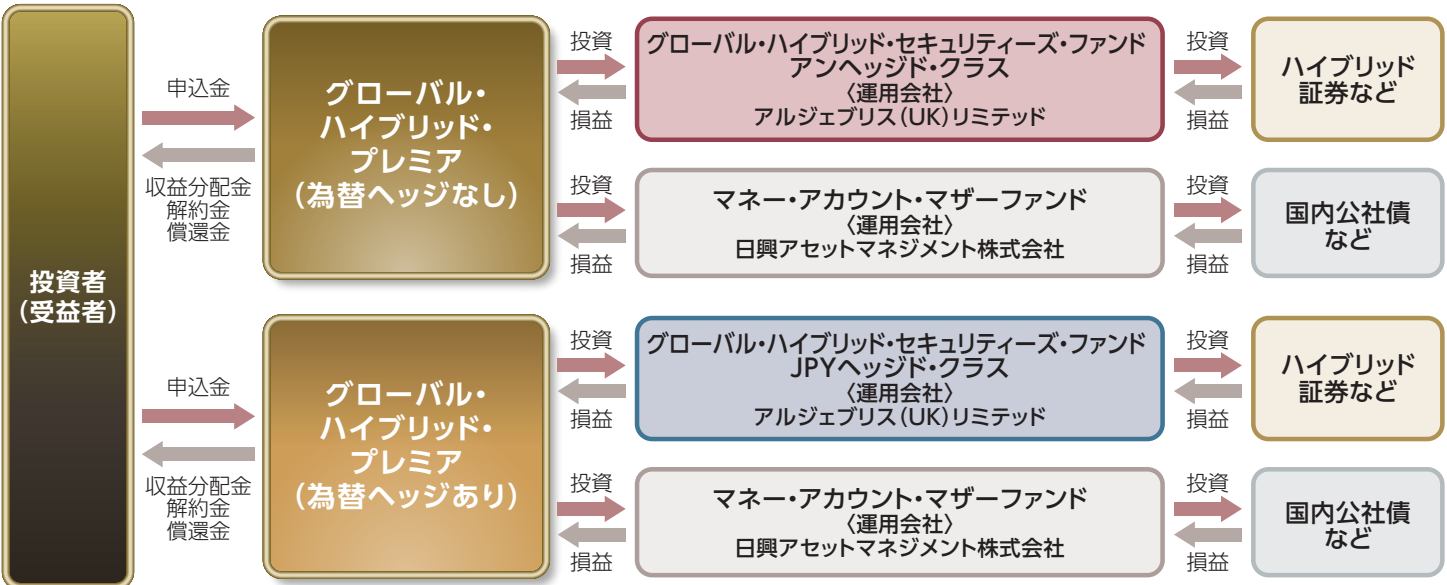 投資者
(受益者)
申込金
収益分配金
解約金
償還金
グローバル・
ハイブリッド・
プレミア
(為替ヘッジなし)
投資
損益
グローバル・ハイブリッド・セキュリティーズ・ファンド
アンヘッジド・クラス
〈運用会社〉
アルジェブリス(UK)リミテッド
投資
損益
ハイブリッド
証券など
投資
損益
マネー・アカウント・マザーファンド
〈運用会社〉
日興アセットマネジメント株式会社
投資
損益
国内公社債
など
申込金
収益分配金
解約金
償還金
グローバル・
ハイブリッド・
プレミア
(為替ヘッジあり)
投資
損益
グローバル・ハイブリッド・セキュリティーズ・ファンド
JPYヘッジド・クラス
〈運用会社〉
アルジェブリス(UK)リミテッド
投資
損益
ハイブリッド
証券など
投資
損益
マネー・アカウント・マザーファンド
〈運用会社〉
日興アセットマネジメント株式会社
投資
損益
国内公社債
など